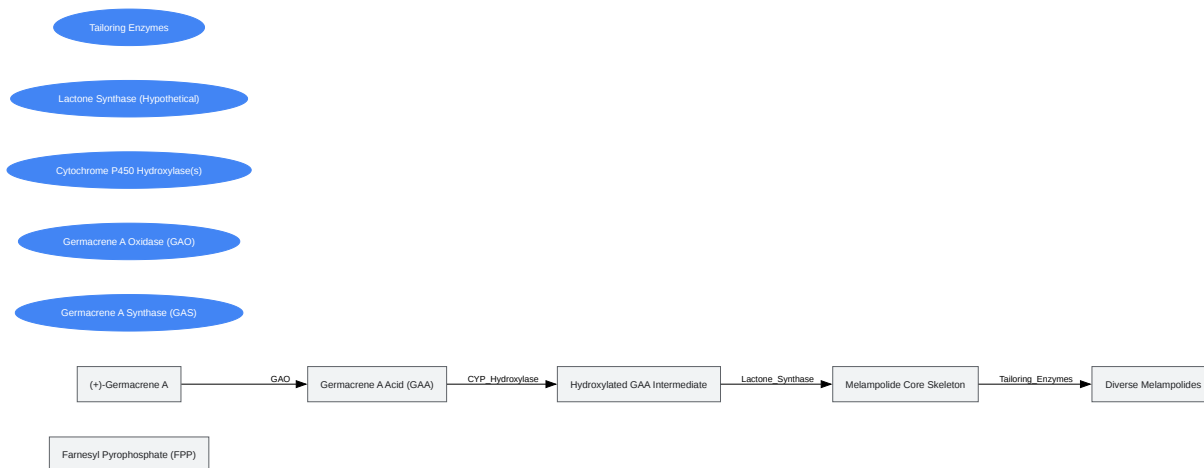 Tailoring Enzymes
Lactone Synthase (Hypothetical)
Cytochrome P450 Hydroxylase(s)
Germacrene A Oxidase (GAO)
Germacrene A Synthase (GAS)
(+)-Germacrene A
GAO
Germacrene A Acid (GAA)
CYP_Hydroxylase
Hydroxylated GAA Intermediate
Lactone_Synthase
Melampolide Core Skeleton
Tailoring_Enzymes
Diverse Melampolides
Farnesyl Pyrophosphate (FPP)